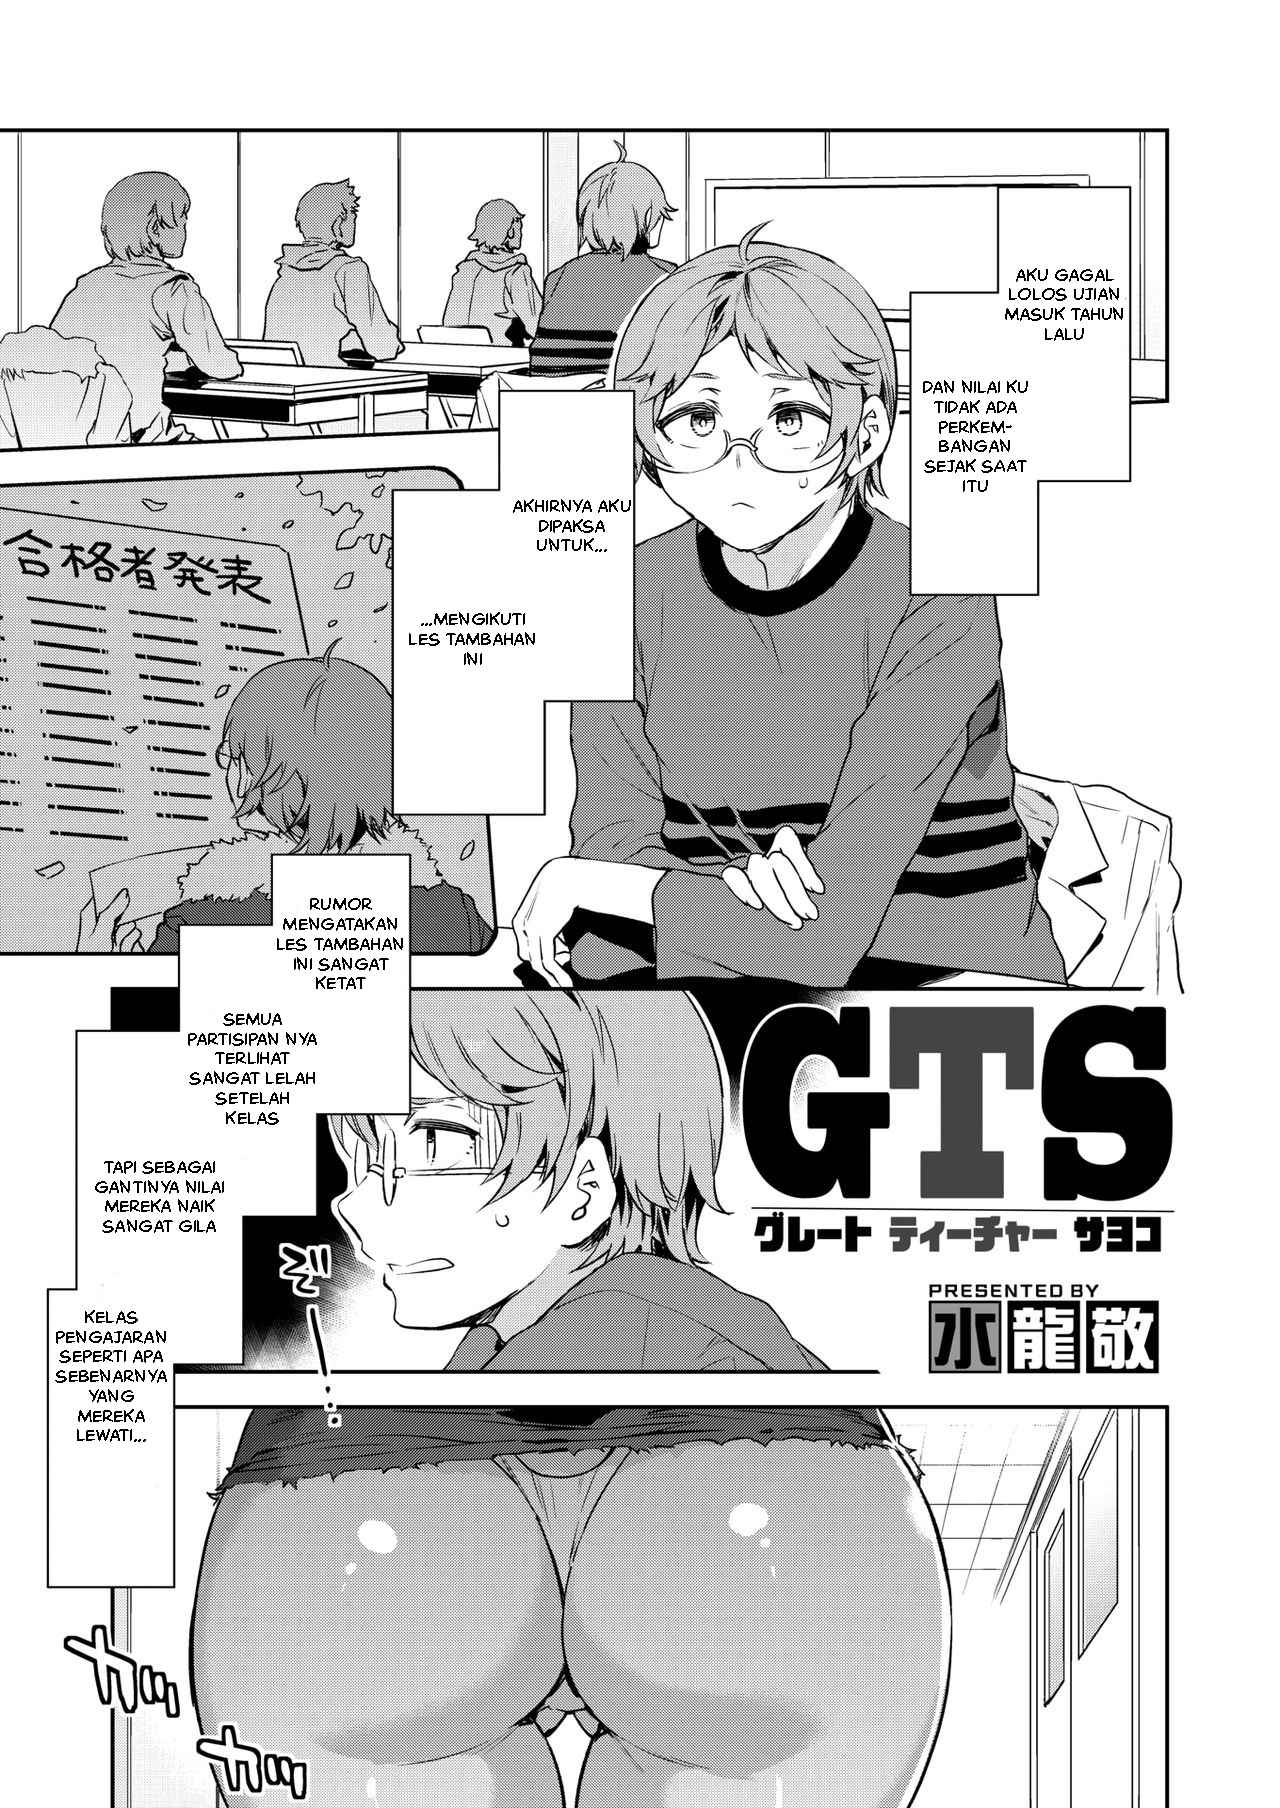 AKU GAGAL
LOLOS UJIAN
MASUK TAHUN
LALU
DAN NILAI KU
TIDAK ADA
PERKEM-
BANGAN
SEJAK SAAT
ITU
AKHIRNYA AKU
DIPAKSA
UNTUK...
...MENGIKUTI
LES TAMBAHAN
INI
合格者発表
RUMOR
MENGATAKAN
LES TAMBAHAN
INI SANGAT
KETAT
SEMUA
PARTISIPAN NYA
TERLIHAT
SANGAT LELAH
SETELAH
KELAS
TAPI SEBAGAI
GANTINYA NILAI
MEREKA NAIK
SANGAT GILA
KELAS
PENGAJARAN
SEPERTI APA
SEBENARNYA
YANG
MEREKA
LEWATI...
GTS
グレート ティーチャー サヨコ
PRESENTED BY
水龍敬
ぞ・・・
カッ
カッ